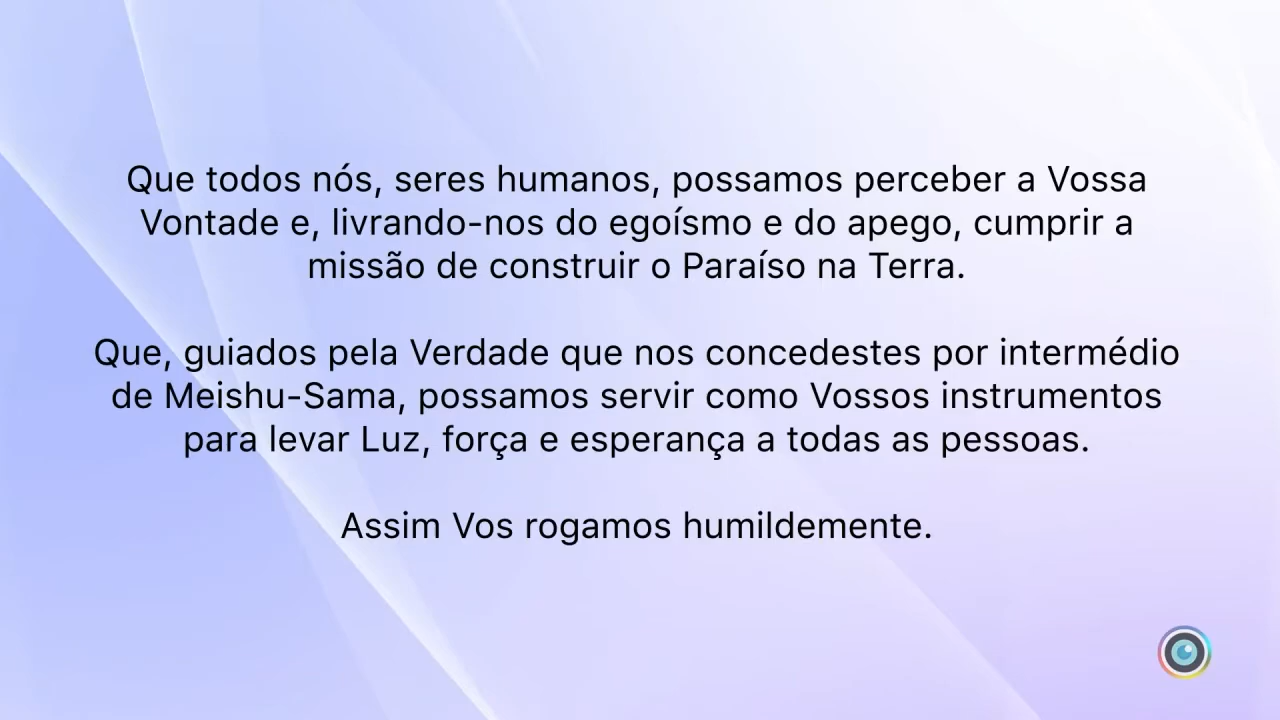 Que todos nós, seres humanos, possamos perceber a Vossa
Vontade e, livrando-nos do egoísmo e do apego, cumprir a
missão de construir o Paraíso na Terra.
Que, guiados pela Verdade que nos concedestes por intermédio
de Meishu-Sama, possamos servir como Vossos instrumentos
para levar Luz, força e esperança a todas as pessoas.
Assim Vos rogamos humildemente.